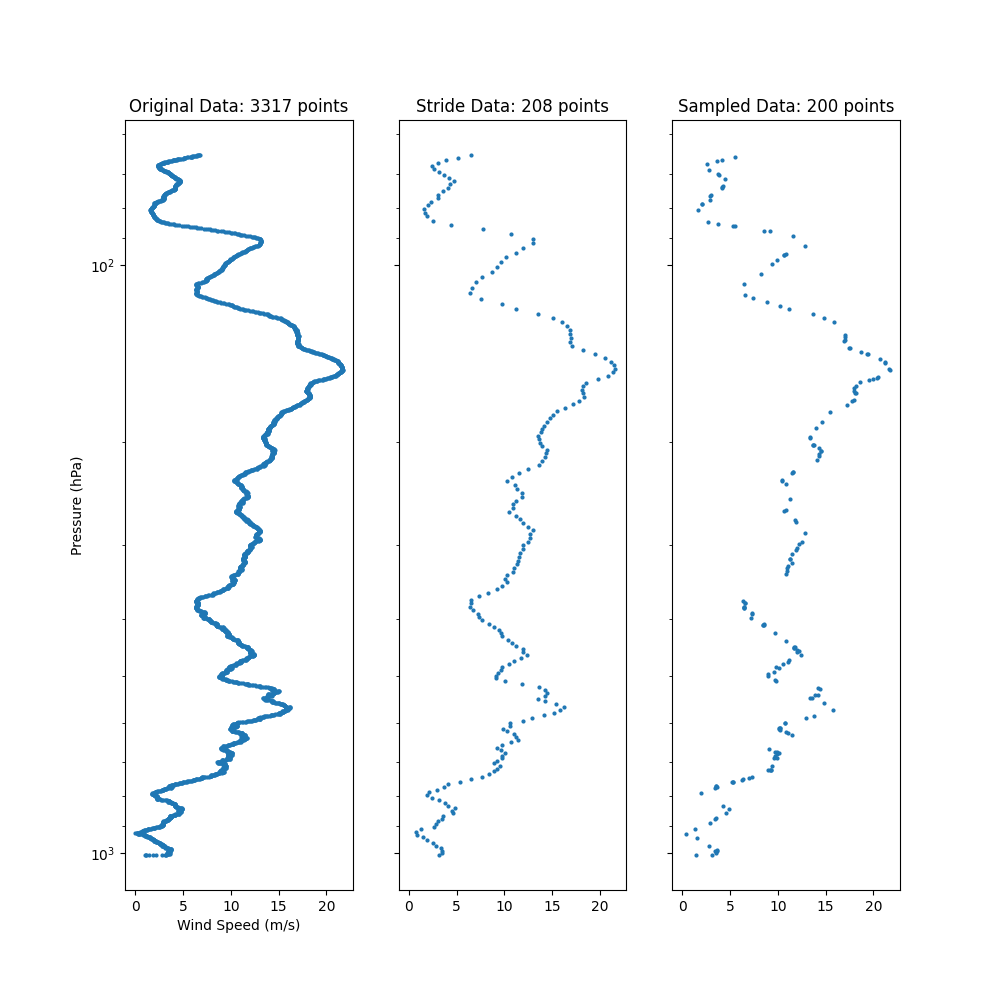 Original Data: 3317 points
Stride Data: 208 points
Sampled Data: 200 points
Pressure (hPa)
10²
10³
0 5 10 15 20
0 5 10 15 20
0 5 10 15 20
Wind Speed (m/s)